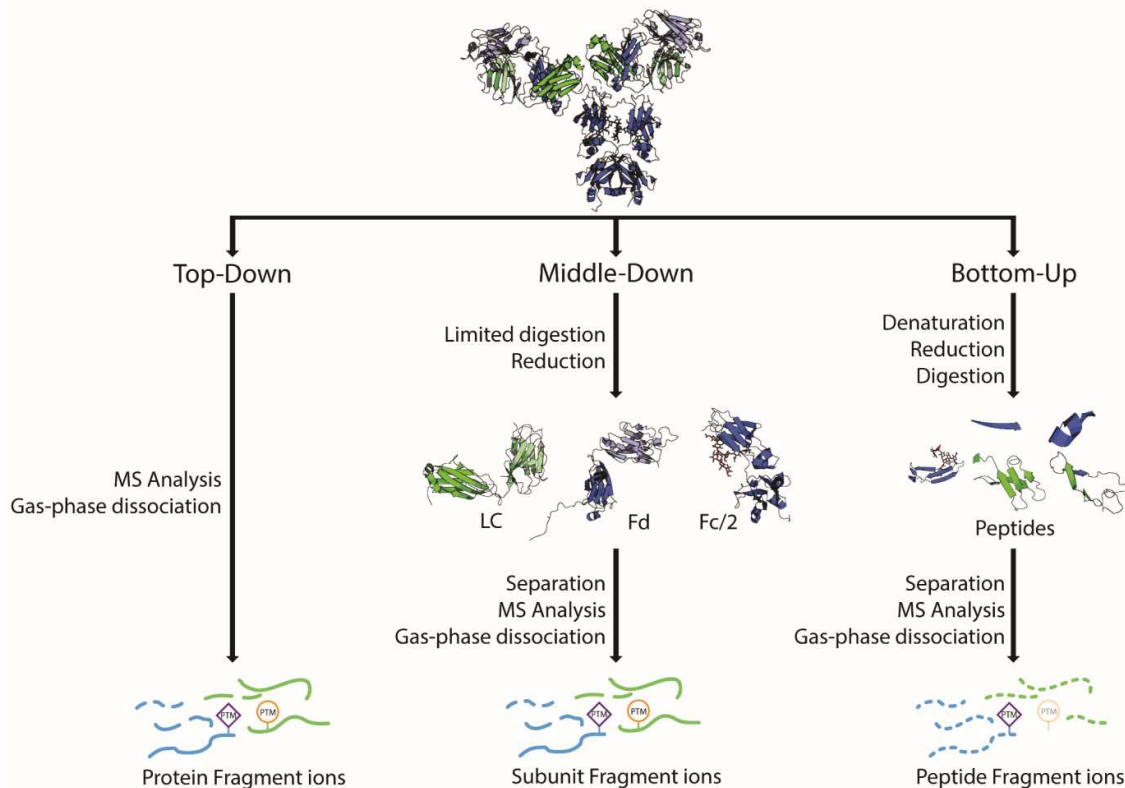 Top-Down
Middle-Down
Bottom-Up
Limited digestion
Reduction
Denaturation
Reduction
Digestion
MS Analysis
Gas-phase dissociation
LC
Fd
Fc/2
Peptides
Separation
MS Analysis
Gas-phase dissociation
Separation
MS Analysis
Gas-phase dissociation
PTM
PTM
PTM
PTM
PTM
PTM
Protein Fragment ions
Subunit Fragment ions
Peptide Fragment ions